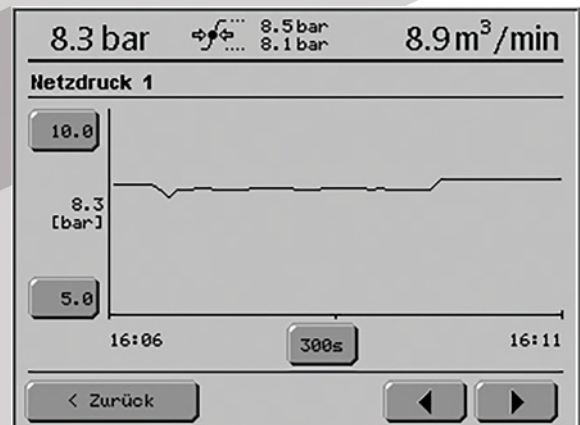 8.3 bar 8.5 bar 8.9 m³/min
8.1 bar
Netzdruck 1
10.0
8.3
[bar]
5.0
16:06 300s 16:11
< Zurück